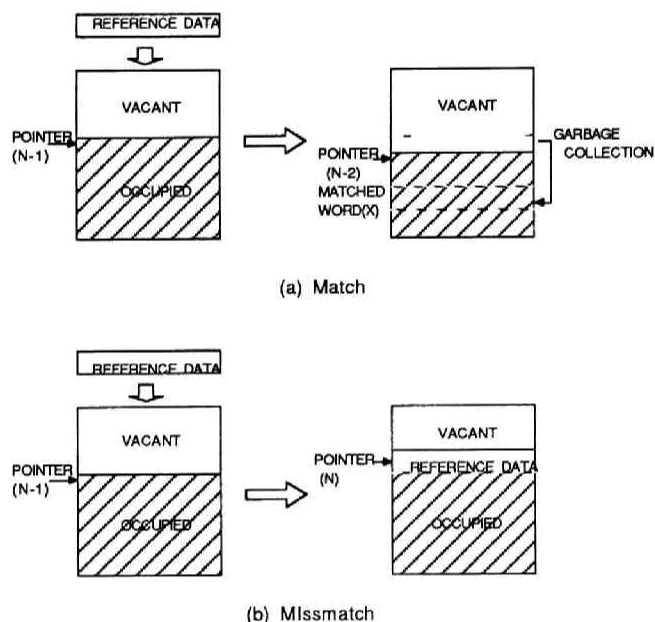 REFERENCE DATA
VACANT
POINTER
(N-1)
OCCUPIED
VACANT
GARBAGE
COLLECTION
POINTER
(N-2)
MATCHED
WORD(X)
(a) Match
REFERENCE DATA
VACANT
POINTER
(N-1)
OCCUPIED
VACANT
POINTER
(N)
REFERENCE DATA
OCCUPIED
(b) MIssmatch